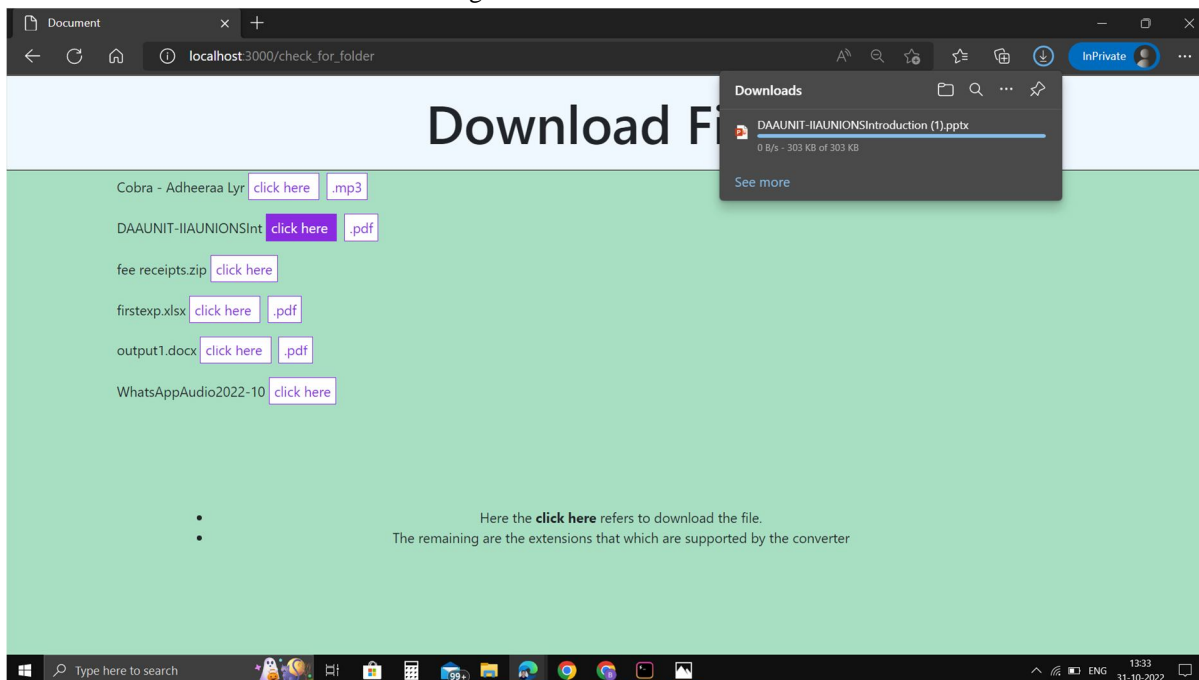 Document
localhost:3000/check_for_folder
InPrivate
Downloads
DAAUNIT-IIAUNIONSIntroduction (1).pptx
0 B/s - 303 KB of 303 KB
See more
Download Fi
Cobra - Adheeraa Lyr click here .mp3
DAAUNIT-IIAUNIONSInt click here .pdf
fee receipts.zip click here
firstexp.xlsx click here .pdf
output1.docx click here .pdf
WhatsAppAudio2022-10 click here
Here the click here refers to download the file.
The remaining are the extensions that which are supported by the converter
Type here to search
99+
ENG
13:33
31-10-2022